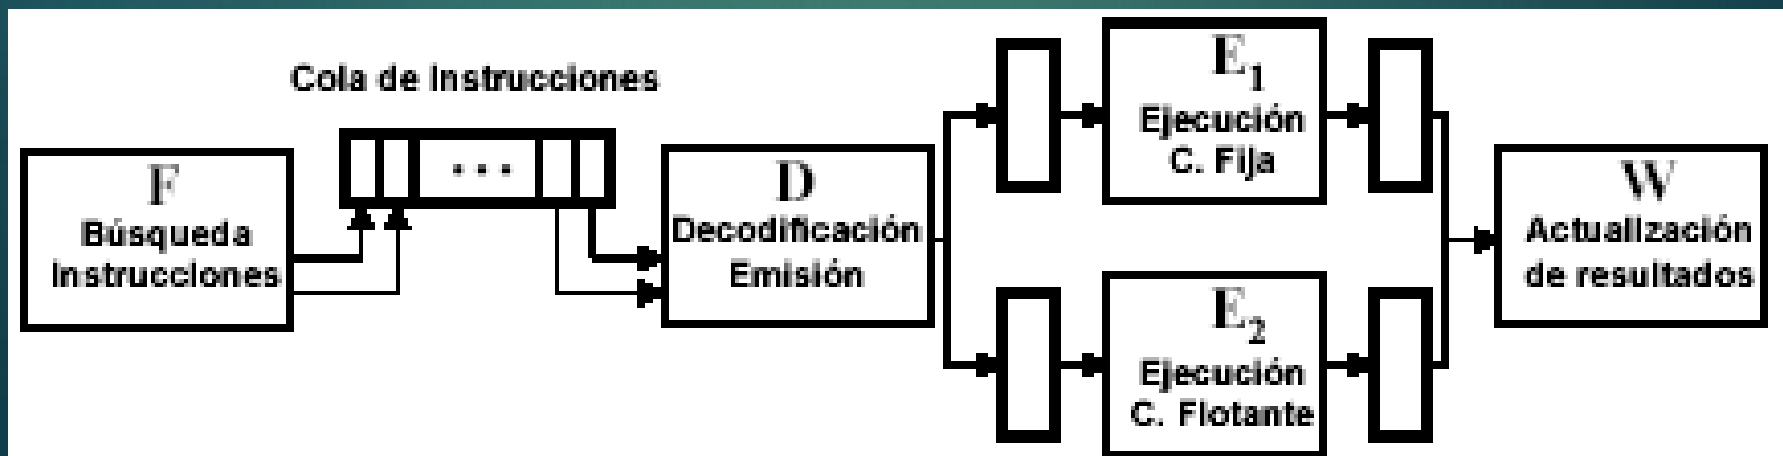 Cola de Instrucciones
F
Búsqueda
Instrucciones
...
D
Decodificación
Emisión
E1
Ejecución
C. Fija
E2
Ejecución
C. Flotante
W
Actualización
de resultados